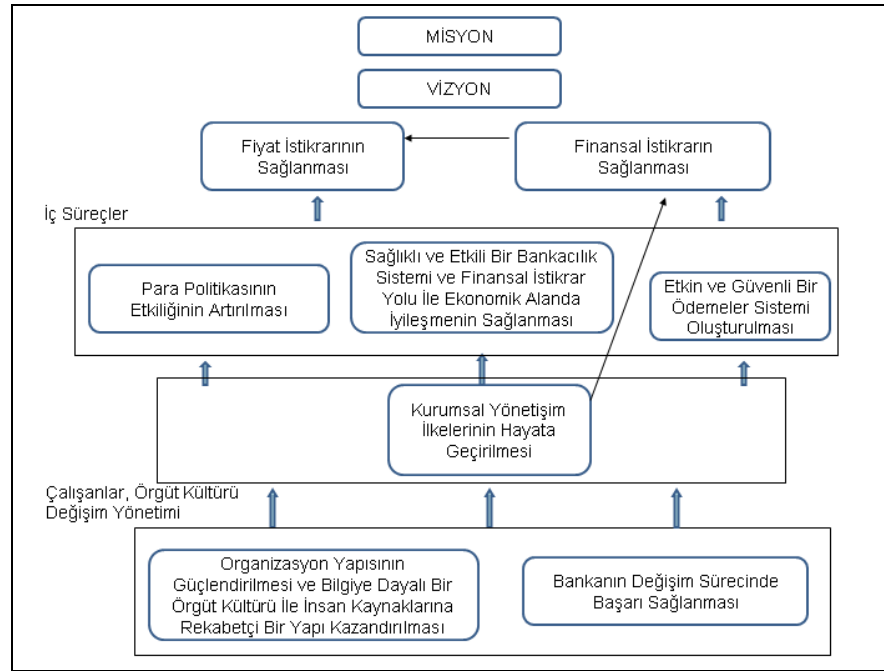 MİSYON
VİZYON
Fiyat İstikrarının
Sağlanması
Finansal İstikrarın
Sağlanması
İç Süreçler
Para Politikasının
Etkiliğinin Artırılması
Sağlıklı ve Etkili Bir Bankacılık
Sistemi ve Finansal İstikrar
Yolu İle Ekonomik Alanda
İyileşmenin Sağlanması
Etkin ve Güvenli Bir
Ödemeler Sistemi
Oluşturulması
Kurumsal Yönetişim
İlkelerinin Hayata
Geçirilmesi
Çalışanlar, Örgüt Kültürü
Değişim Yönetimi
Organizasyon Yapısının
Güçlendirilmesi ve Bilgiye Dayalı Bir
Örgüt Kültürü İle İnsan Kaynaklarına
Rekabetçi Bir Yapı Kazandırılması
Bankanın Değişim Sürecinde
Başarı Sağlanması